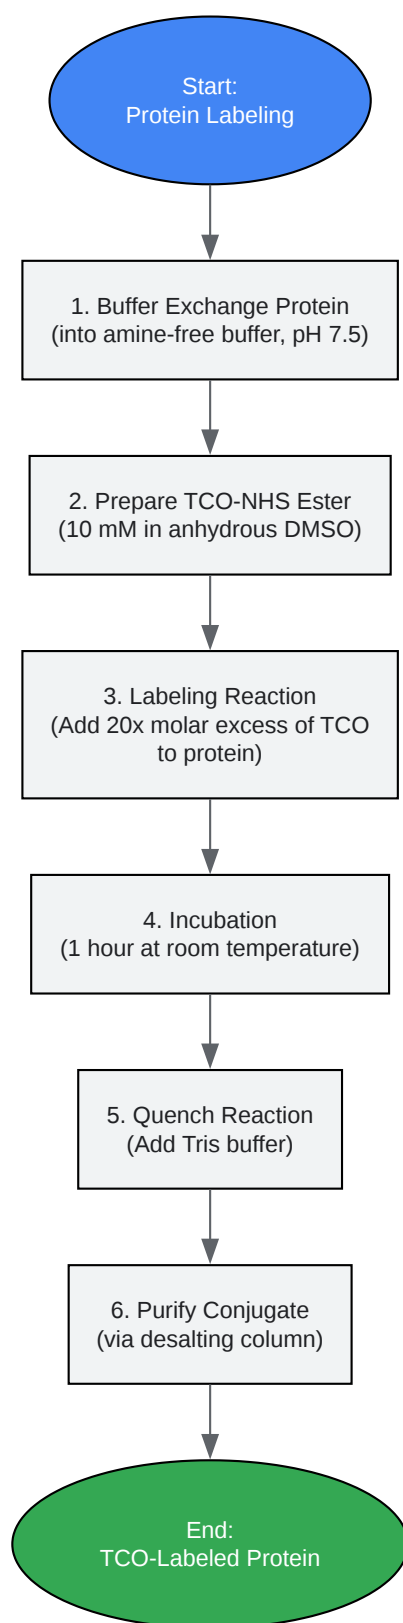 Start:
Protein Labeling
1. Buffer Exchange Protein
(into amine-free buffer, pH 7.5)
2. Prepare TCO-NHS Ester
(10 mM in anhydrous DMSO)
3. Labeling Reaction
(Add 20x molar excess of TCO
to protein)
4. Incubation
(1 hour at room temperature)
5. Quench Reaction
(Add Tris buffer)
6. Purify Conjugate
(via desalting column)
End:
TCO-Labeled Protein